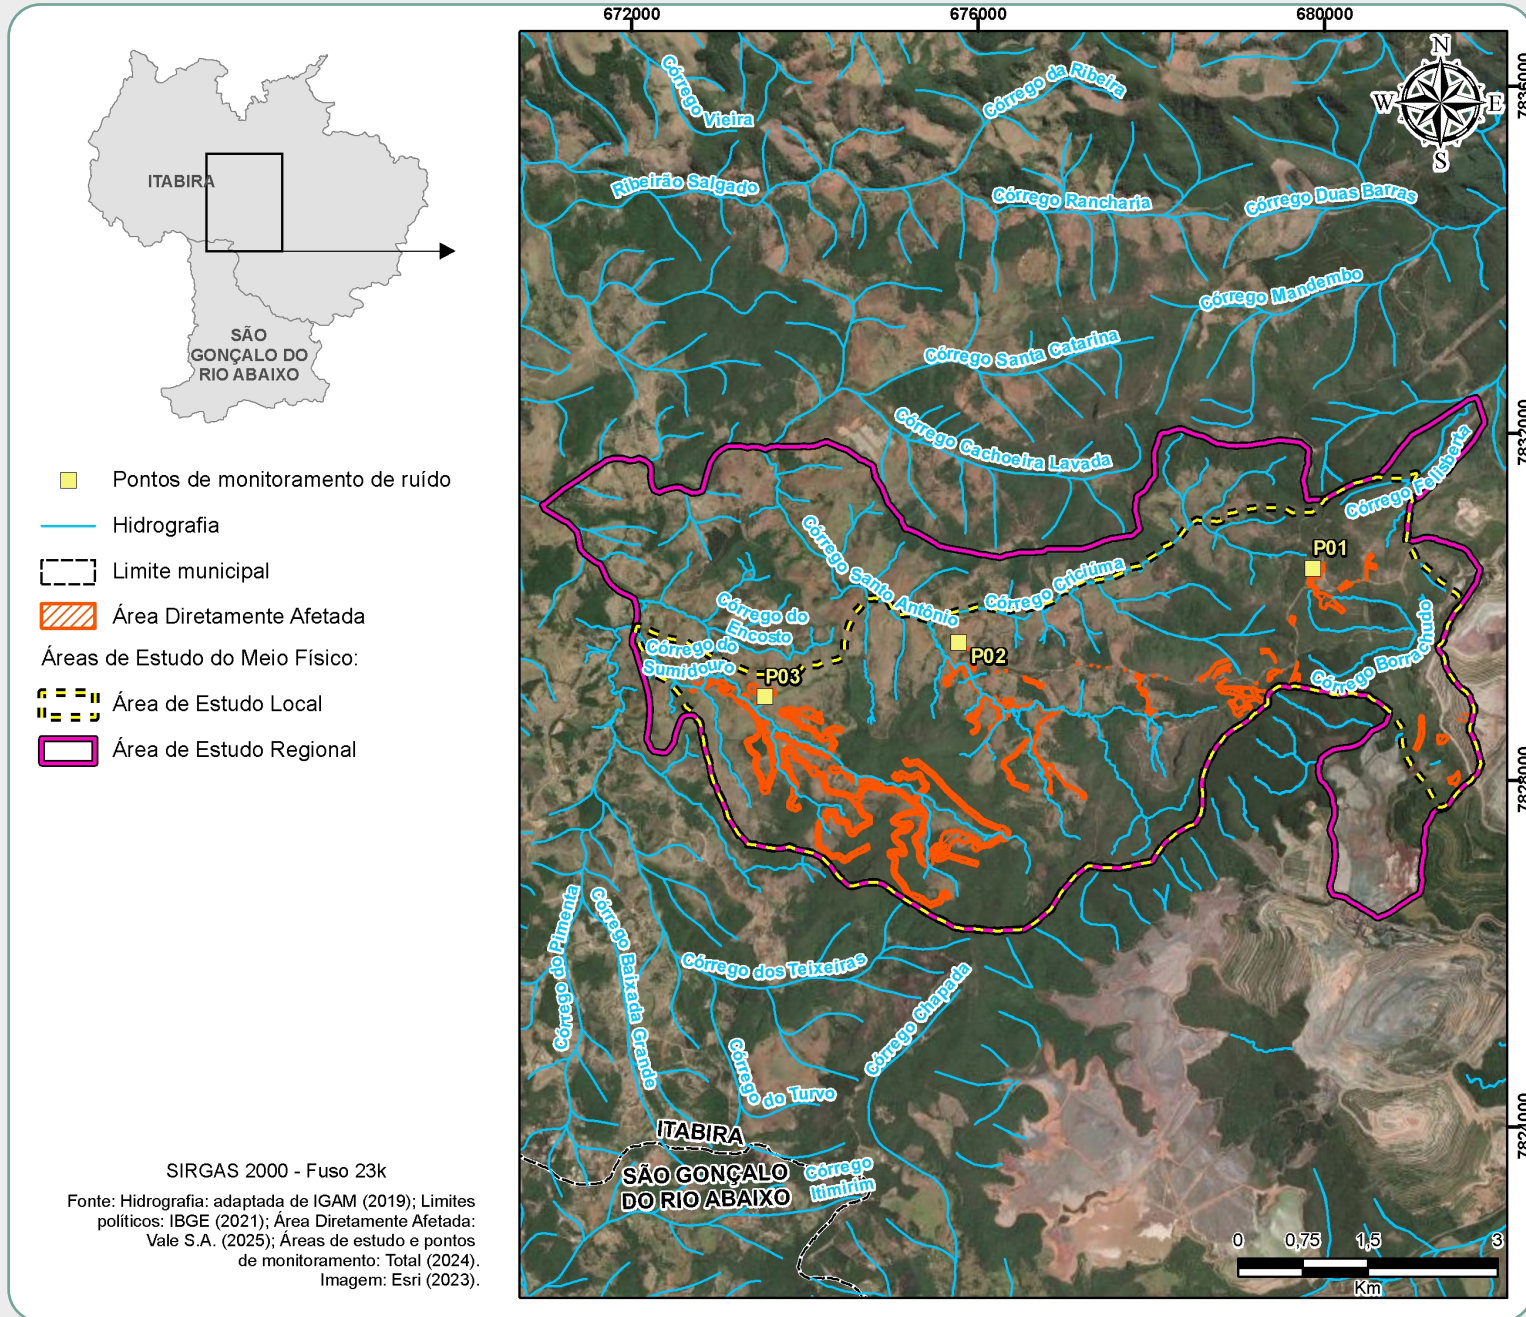 672000
676000
680000
7836000
7832000
7828000
7824000
N
W
E
S
ITABIRA
SÃO
GONÇALO DO
RIO ABAIXO
Pontos de monitoramento de ruído
Hidrografia
Limite municipal
Área Diretamente Afetada
Áreas de Estudo do Meio Físico:
Área de Estudo Local
Área de Estudo Regional
SIRGAS 2000 - Fuso 23k
Fonte: Hidrografia: adaptada de IGAM (2019); Limites
políticos: IBGE (2021); Área Diretamente Afetada:
Vale S.A. (2025); Áreas de estudo e pontos
de monitoramento: Total (2024).
Imagem: Esri (2023).
Córrego Vieira
Córrego da Ribeira
Ribeirão Salgado
Córrego Rancharia
Córrego Duas Barras
Córrego Mandembo
Córrego Santa Catarina
Córrego Cachoeira Lavada
Córrego Felisberta
Córrego Santo Antônio
Córrego Criciúma
P01
Córrego do
Encosto
Córrego do
Sumidouro
P02
P03
Córrego Borrachudo
Córrego do Pimenta
Córrego Baixada Grande
Córrego dos Teixeiras
Córrego Chapada
Córrego do Turvo
ITABIRA
SÃO GONÇALO
DO RIO ABAIXO
Córrego
Itimirim
0 0,75 1,5 3
Km